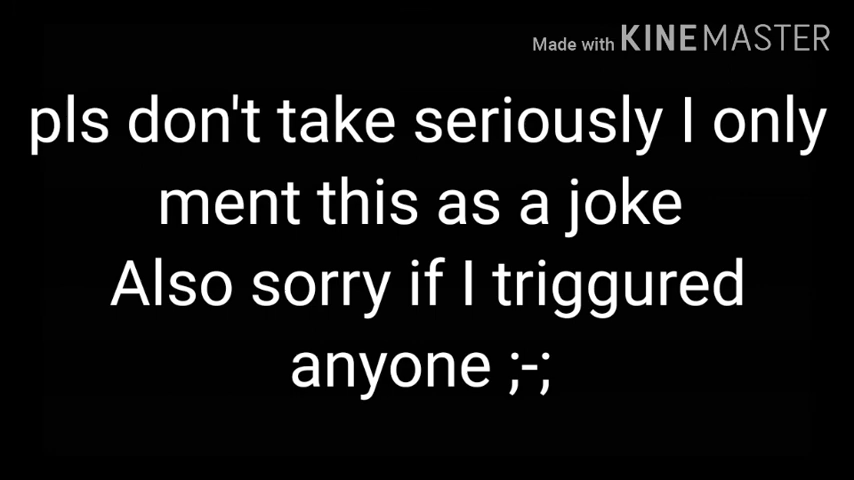 Made with KINEMASTER
pls don't take seriously I only
ment this as a joke
Also sorry if I triggured
anyone ;-;